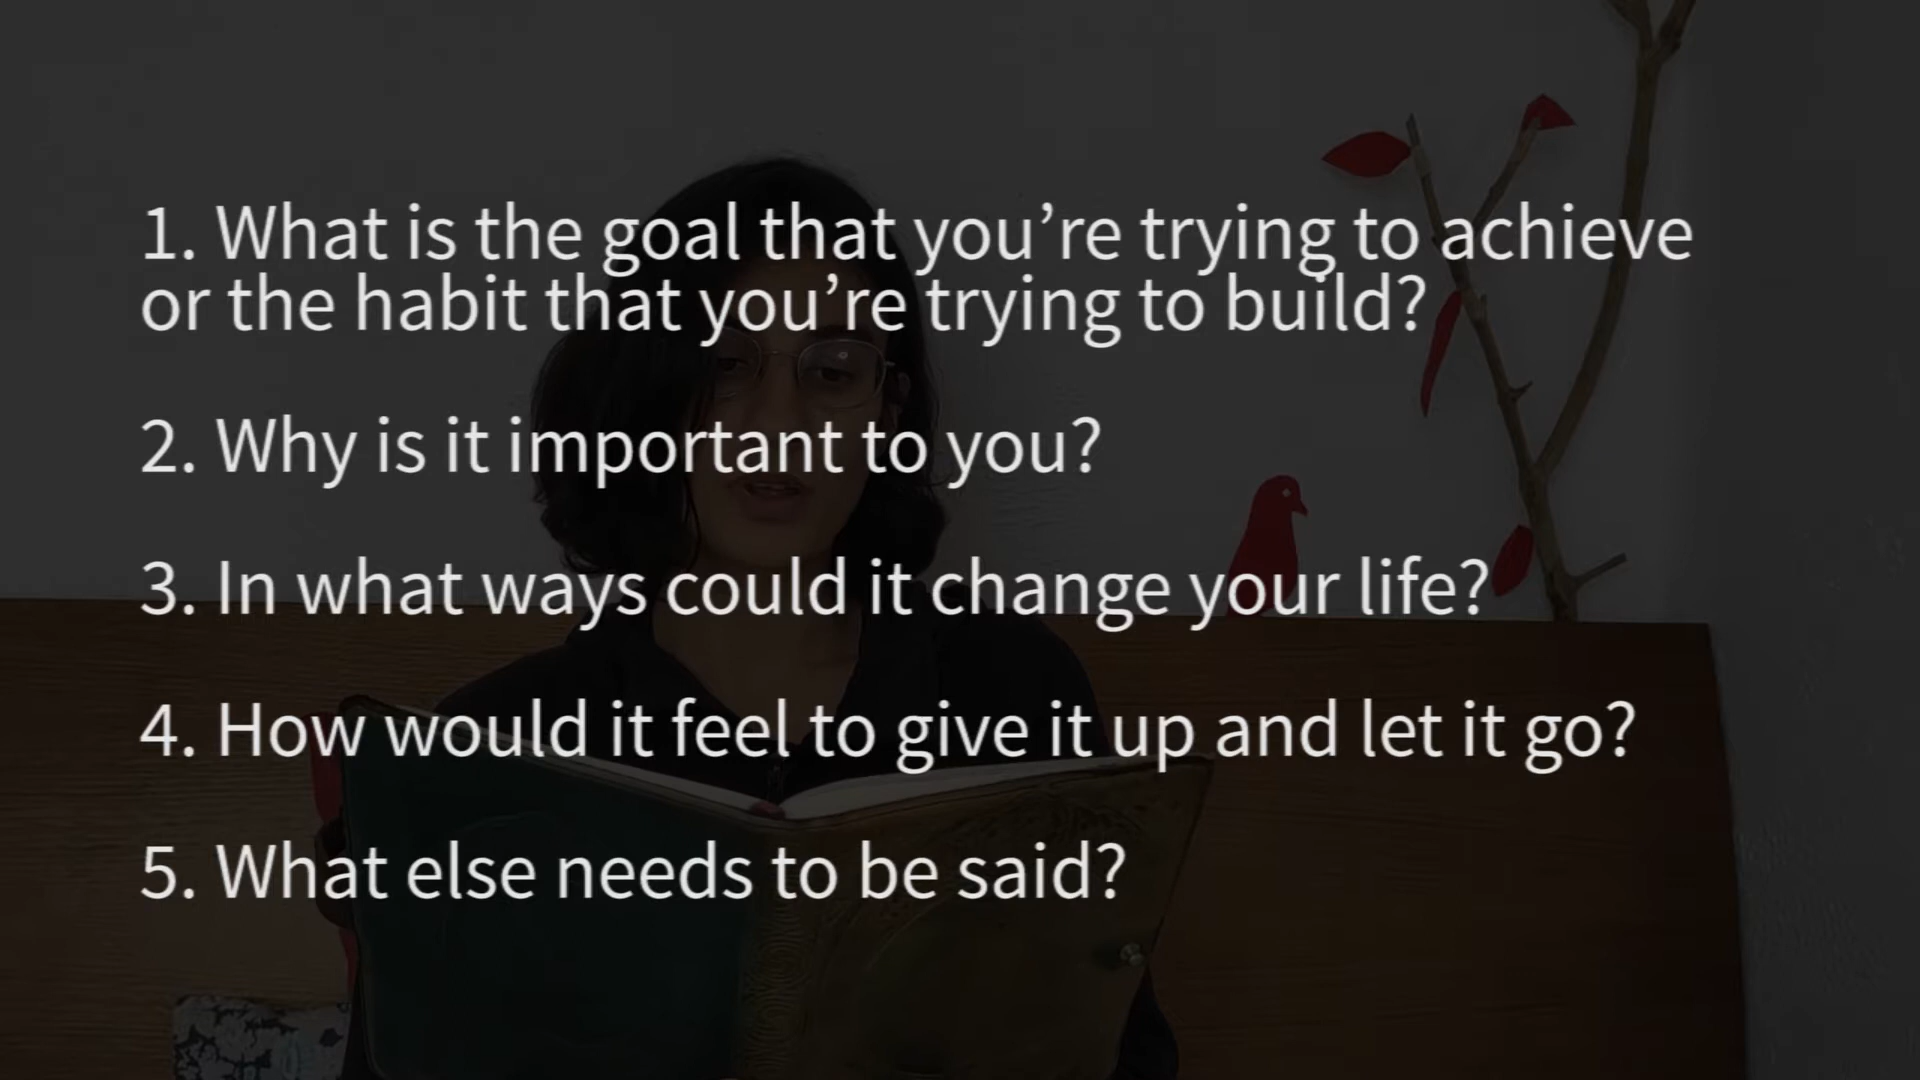 1. What is the goal that you’re trying to achieve
or the habit that you’re trying to build?
2. Why is it important to you?
3. In what ways could it change your life?
4. How would it feel to give it up and let it go?
5. What else needs to be said?